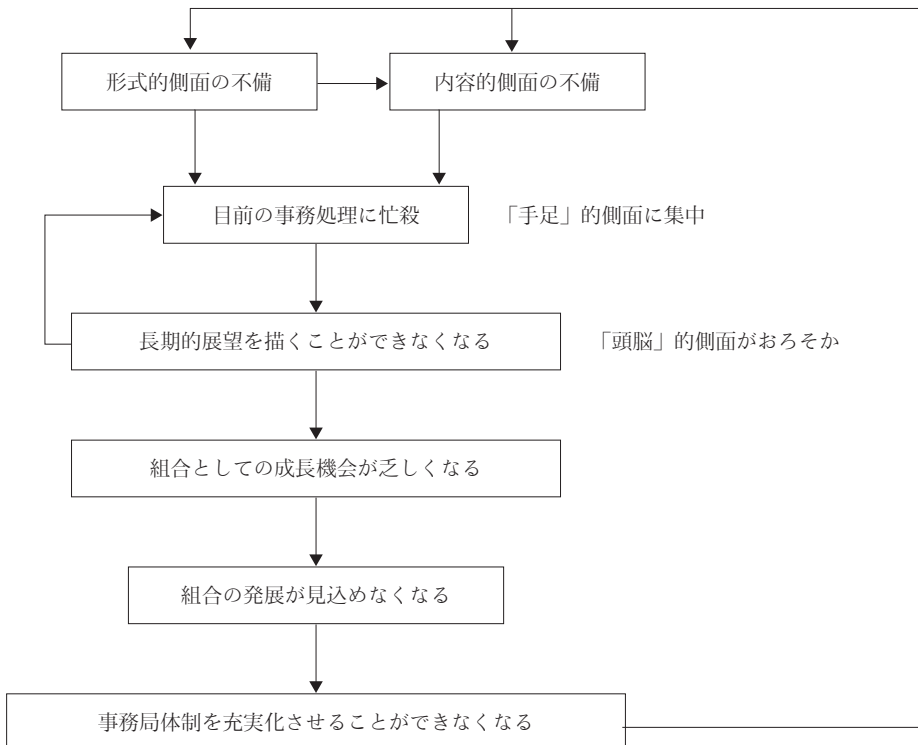 形式的側面の不備
内容的側面の不備
目前の事務処理に忙殺
「手足」的側面に集中
長期的展望を描くことができなくなる
「頭脳」的側面がおろそか
組合としての成長機会が乏しくなる
組合の発展が見込めなくなる
事務局体制を充実化させることができなくなる